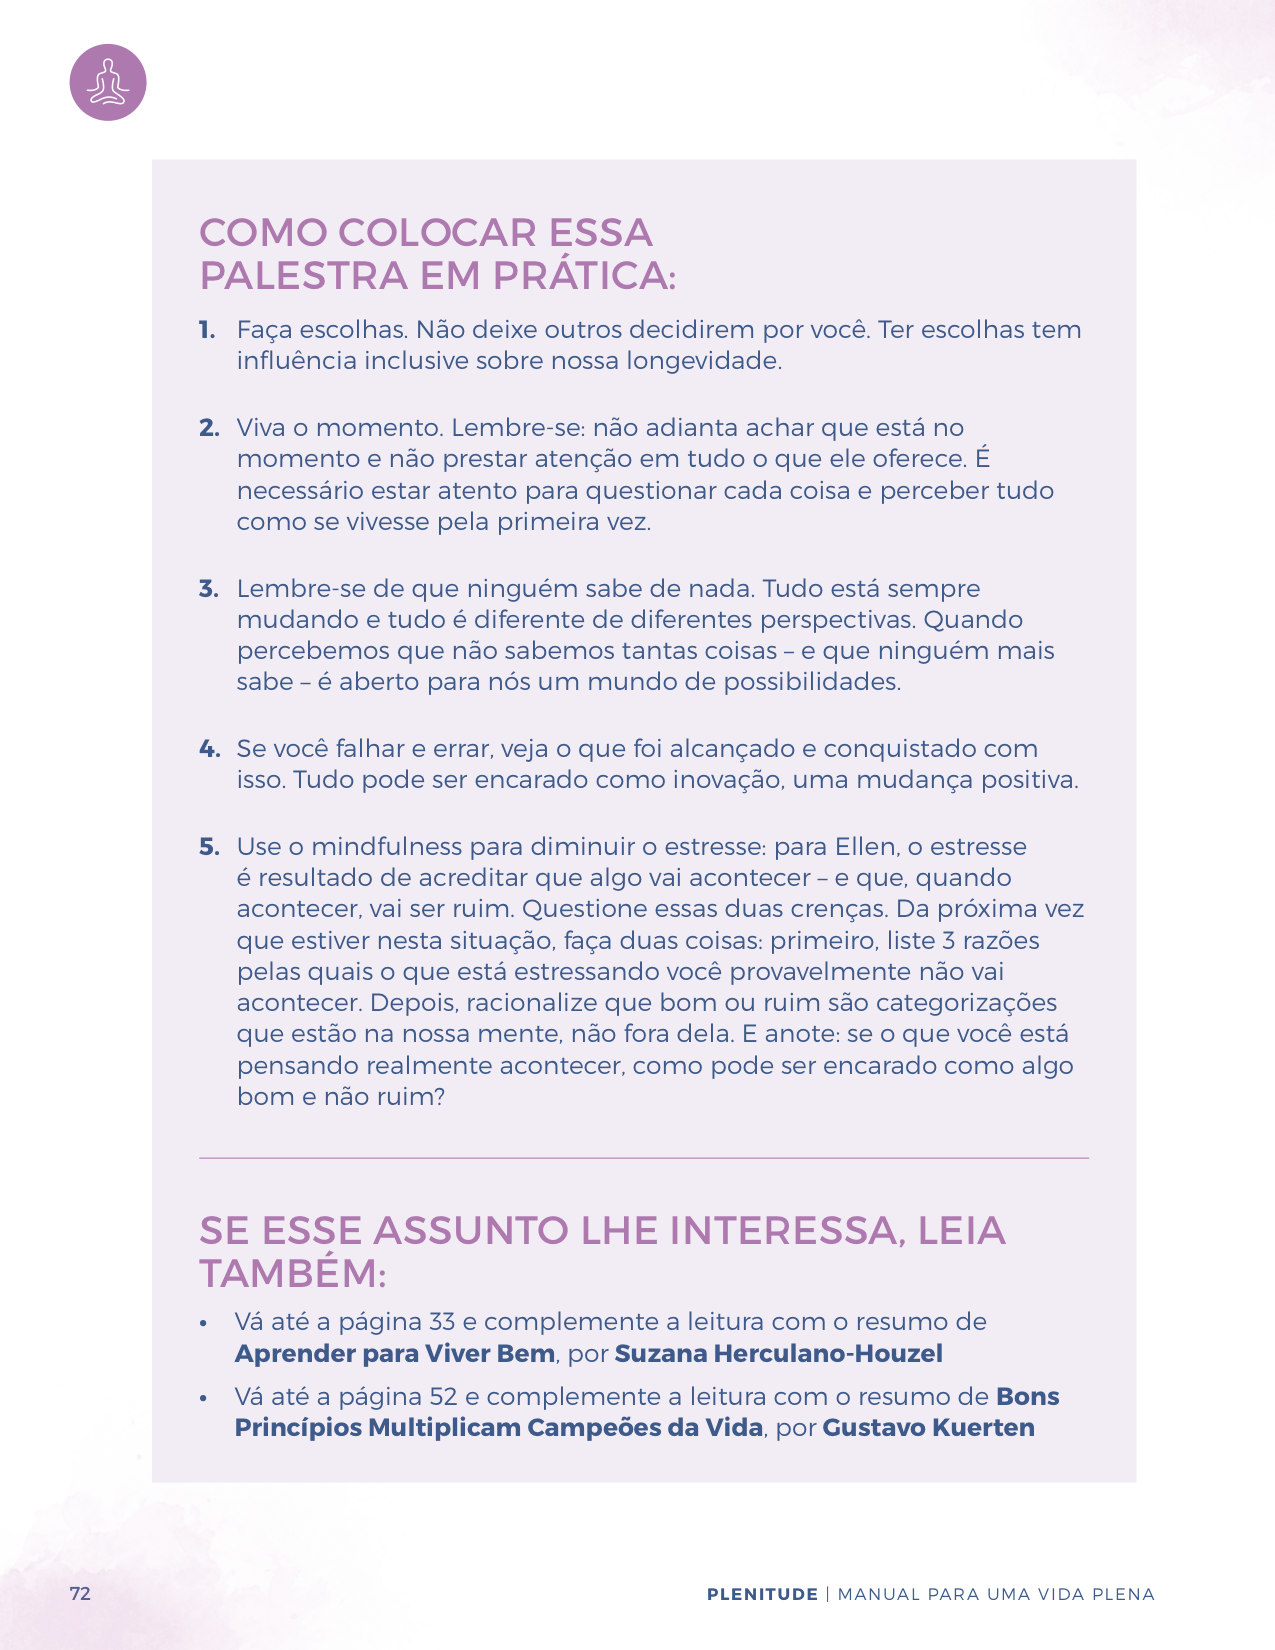 COMO COLOCAR ESSA
PALESTRA EM PRÁTICA:
1. Faça escolhas. Não deixe outros decidirem por você. Ter escolhas tem
influência inclusive sobre nossa longevidade.
2. Viva o momento. Lembre-se: não adianta achar que está no
momento e não prestar atenção em tudo o que ele oferece. É
necessário estar atento para questionar cada coisa e perceber tudo
como se vivesse pela primeira vez.
3. Lembre-se de que ninguém sabe de nada. Tudo está sempre
mudando e tudo é diferente de diferentes perspectivas. Quando
percebemos que não sabemos tantas coisas – e que ninguém mais
sabe – é aberto para nós um mundo de possibilidades.
4. Se você falhar e errar, veja o que foi alcançado e conquistado com
isso. Tudo pode ser encarado como inovação, uma mudança positiva.
5. Use o mindfulness para diminuir o estresse: para Ellen, o estresse
é resultado de acreditar que algo vai acontecer – e que, quando
acontecer, vai ser ruim. Questione essas duas crenças. Da próxima vez
que estiver nesta situação, faça duas coisas: primeiro, liste 3 razões
pelas quais o que está estressando você provavelmente não vai
acontecer. Depois, racionalize que bom ou ruim são categorizações
que estão na nossa mente, não fora dela. E anote: se o que você está
pensando realmente acontecer, como pode ser encarado como algo
bom e não ruim?
SE ESSE ASSUNTO LHE INTERESSA, LEIA
TAMBÉM:
• Vá até a página 33 e complemente a leitura com o resumo de
Aprender para Viver Bem, por Suzana Herculano-Houzel
• Vá até a página 52 e complemente a leitura com o resumo de Bons
Princípios Multiplicam Campeões da Vida, por Gustavo Kuerten
72
PLENITUDE | MANUAL PARA UMA VIDA PLENA